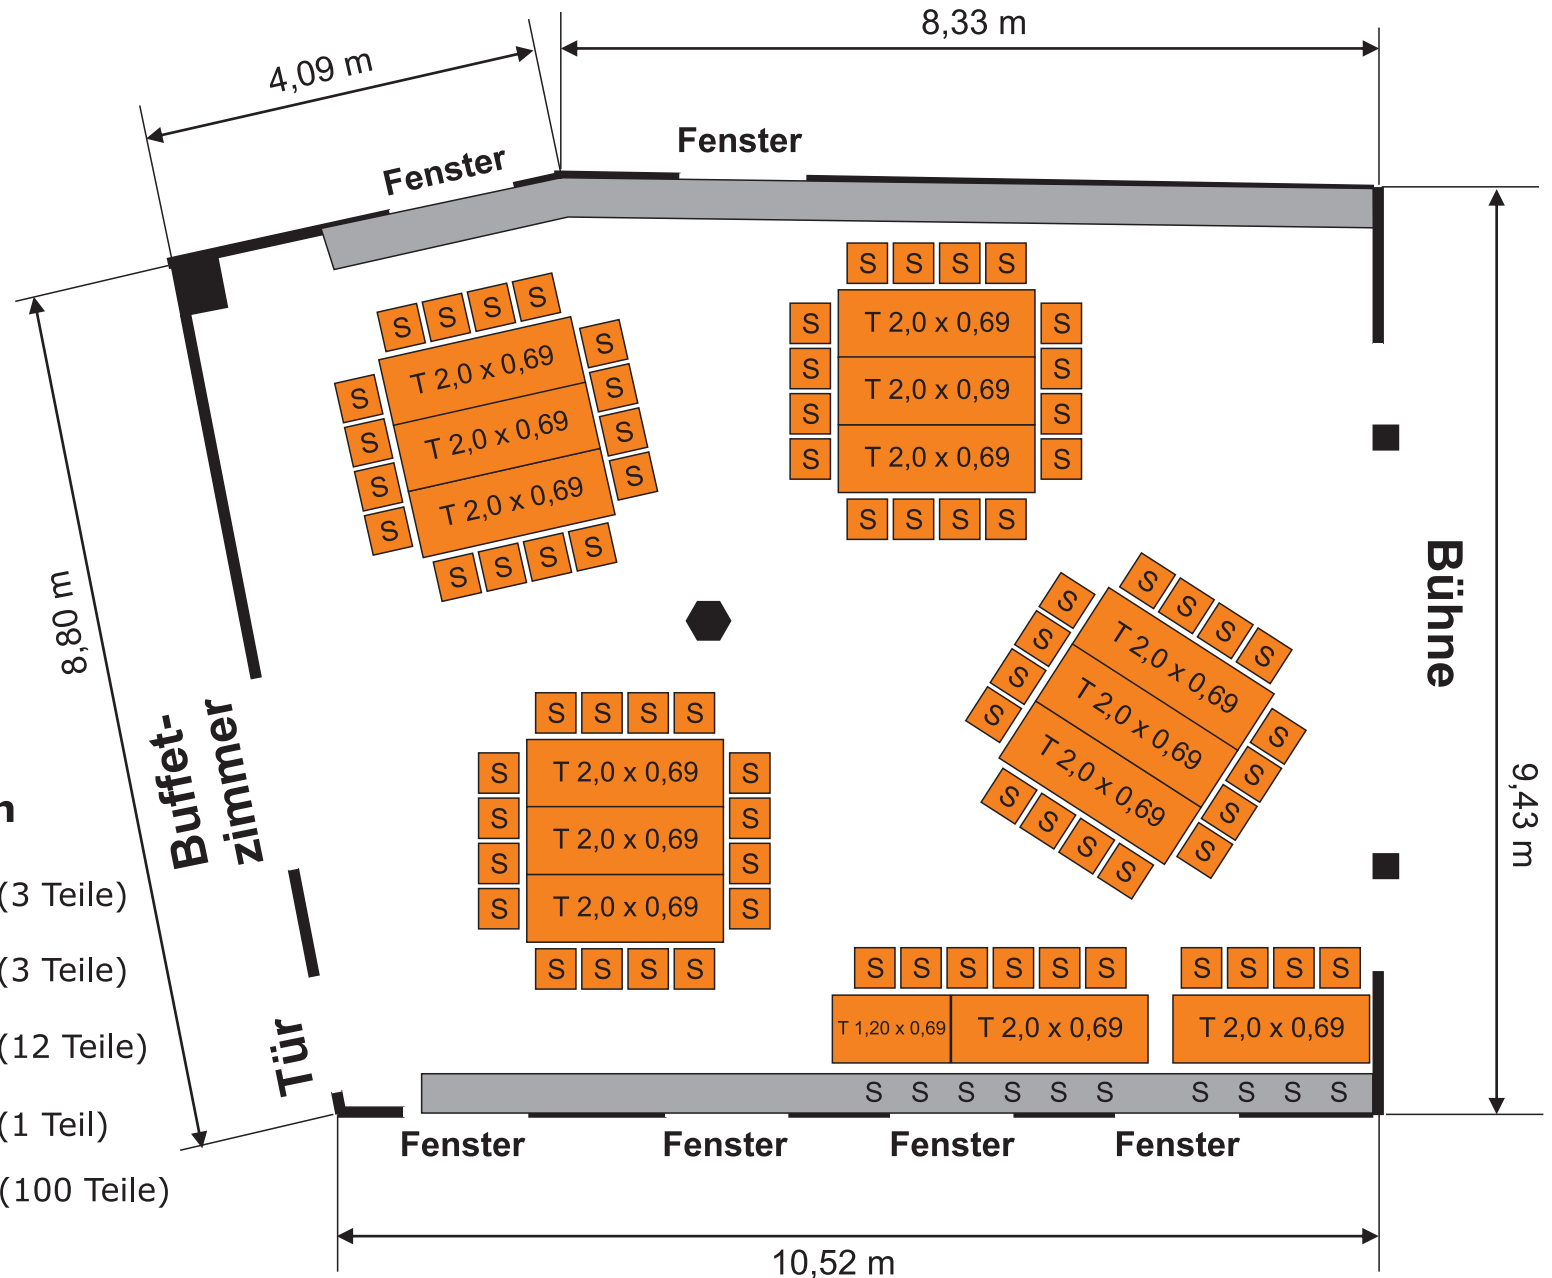 8,33 m
4,09 m
Fenster
Fenster
S S S S
S S S S
T 2,0 x 0,69
T 2,0 x 0,69
T 2,0 x 0,69
S S S S
S S S S
S S S S
S S S S
T 2,0 x 0,69
T 2,0 x 0,69
T 2,0 x 0,69
S S S S
S S S S
8,80 m
Bühne
9,43 m
S S S S
S S S S
T 2,0 x 0,69
T 2,0 x 0,69
T 2,0 x 0,69
S S S S
S S S S
Buffet-
zimmer
S S S S
S S S S
T 2,0 x 0,69
T 2,0 x 0,69
T 2,0 x 0,69
S S S S
S S S S
n
(3 Teile)
(3 Teile)
(12 Teile)
(1 Teil)
(100 Teile)
Tür
S S S S S S S S S S
T 1,20 x 0,69 T 2,0 x 0,69 T 2,0 x 0,69
S S S S S S S S S S
Fenster Fenster Fenster Fenster
10,52 m